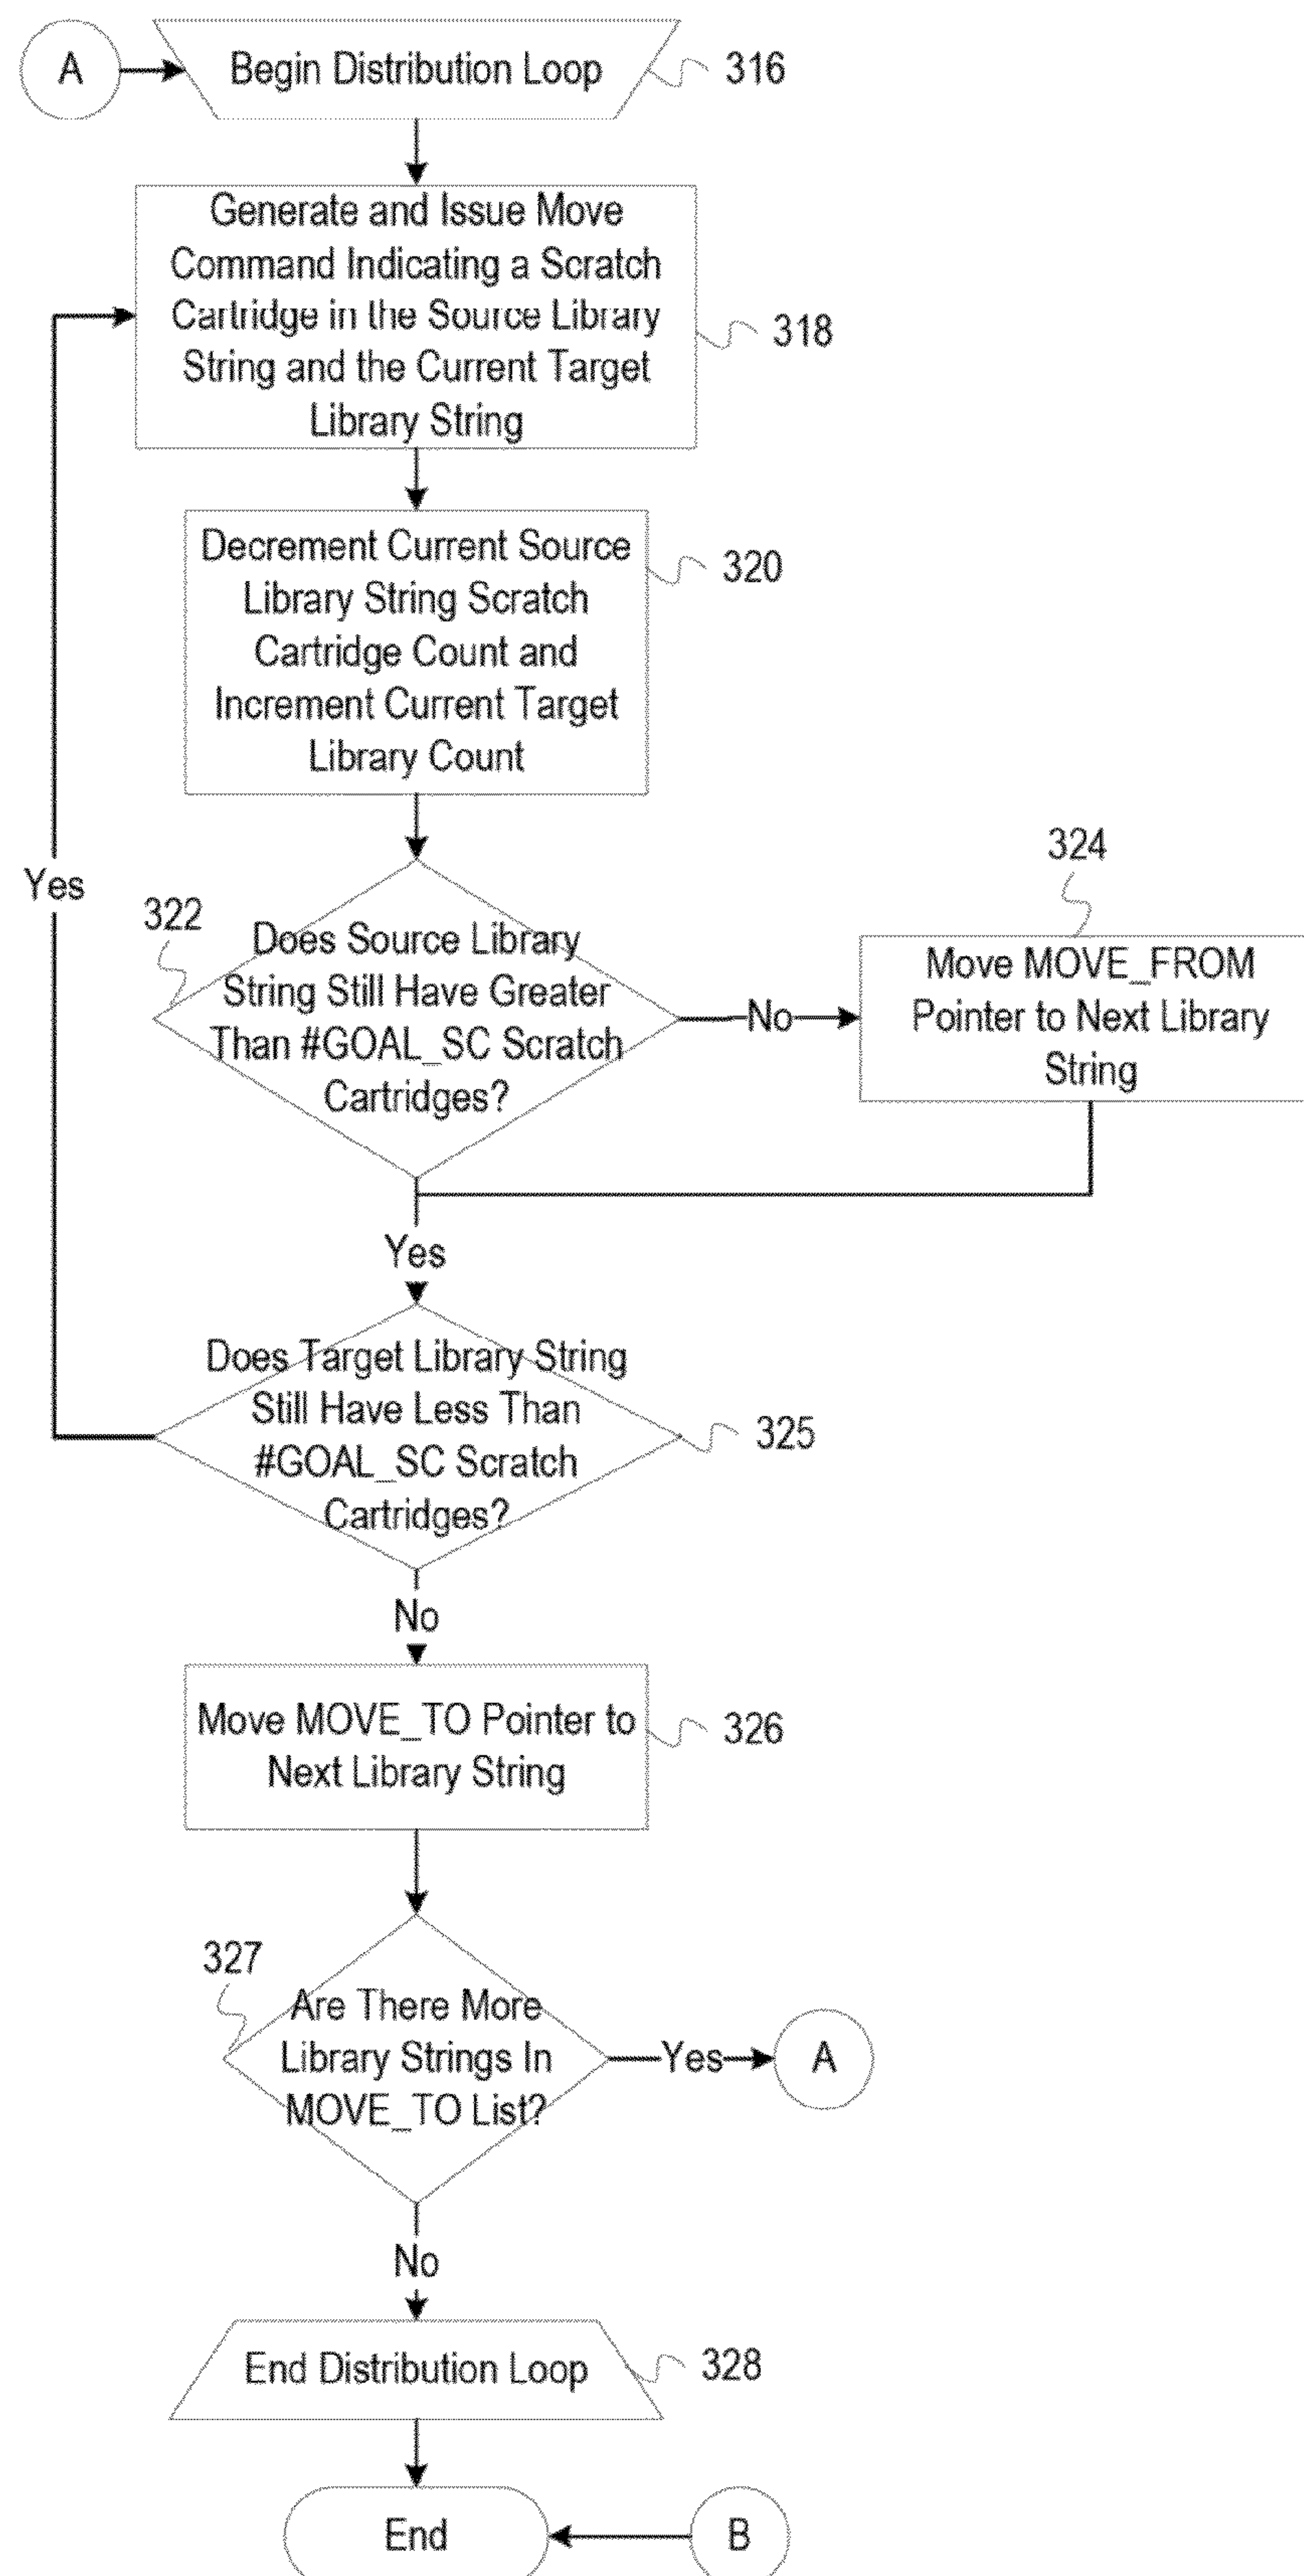 A
Begin Distribution Loop
316
Generate and Issue Move
Command Indicating a Scratch
Cartridge in the Source Library
String and the Current Target
Library String
318
Decrement Current Source
Library String Scratch
Cartridge Count and
Increment Current Target
Library Count
320
Yes
322
Does Source Library
String Still Have Greater
Than #GOAL_SC Scratch
Cartridges?
No
324
Move MOVE_FROM
Pointer to Next Library
String
Yes
Does Target Library String
Still Have Less Than
#GOAL_SC Scratch
Cartridges?
325
No
Move MOVE_TO Pointer to
Next Library String
326
327
Are There More
Library Strings In
MOVE_TO List?
Yes
A
No
End Distribution Loop
328
End
B